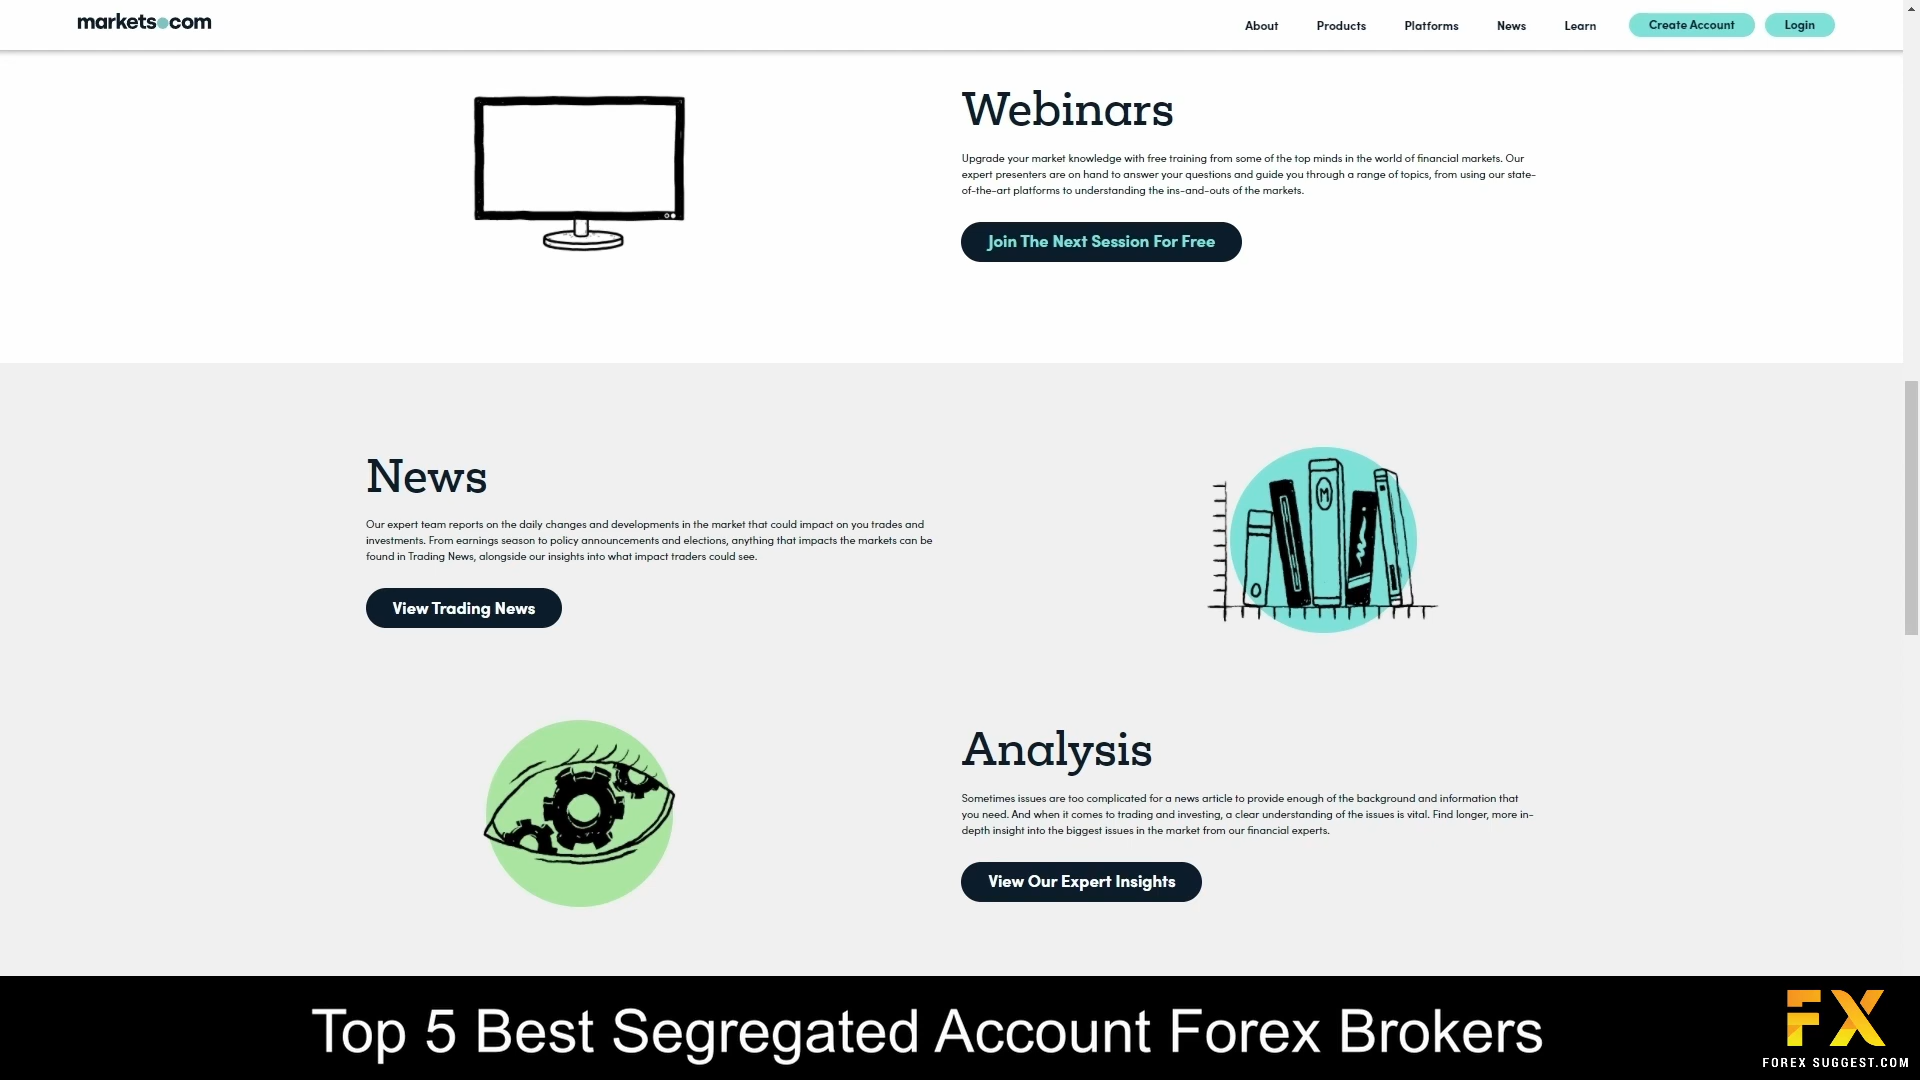 markets.com
About Products Platforms News Learn Create Account Login
Webinars
Upgrade your market knowledge with free training from some of the top minds in the world of financial markets. Our
expert presenters are on hand to answer your questions and guide you through a range of topics, from using our state-
of-the-art platforms to understanding the ins-and-outs of the markets.
Join The Next Session For Free
News
Our expert team reports on the daily changes and developments in the market that could impact on you trades and
investments. From earnings season to policy announcements and elections, anything that impacts the markets can be
found in Trading News, alongside our insights into what impact traders could see.
View Trading News
M
Analysis
Sometimes issues are too complicated for a news article to provide enough of the background and information that
you need. And when it comes to trading and investing, a clear understanding of the issues is vital. Find longer, more in-
depth insight into the biggest issues in the market from our financial experts.
View Our Expert Insights
Top 5 Best Segregated Account Forex Brokers
FX
FOREX SUGGEST.COM